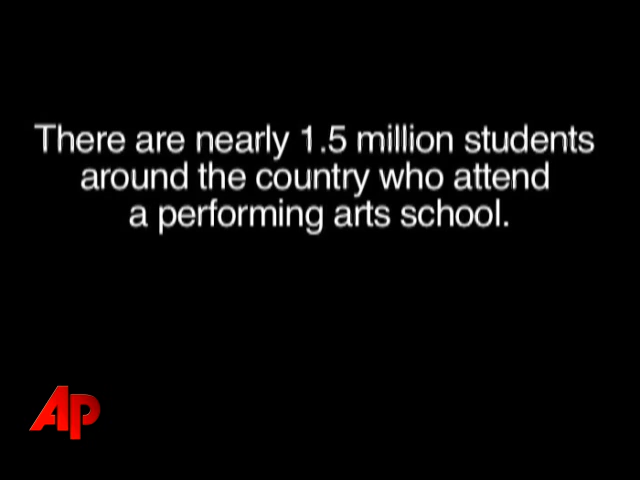 There are nearly 1.5 million students
around the country who attend
a performing arts school.
AP